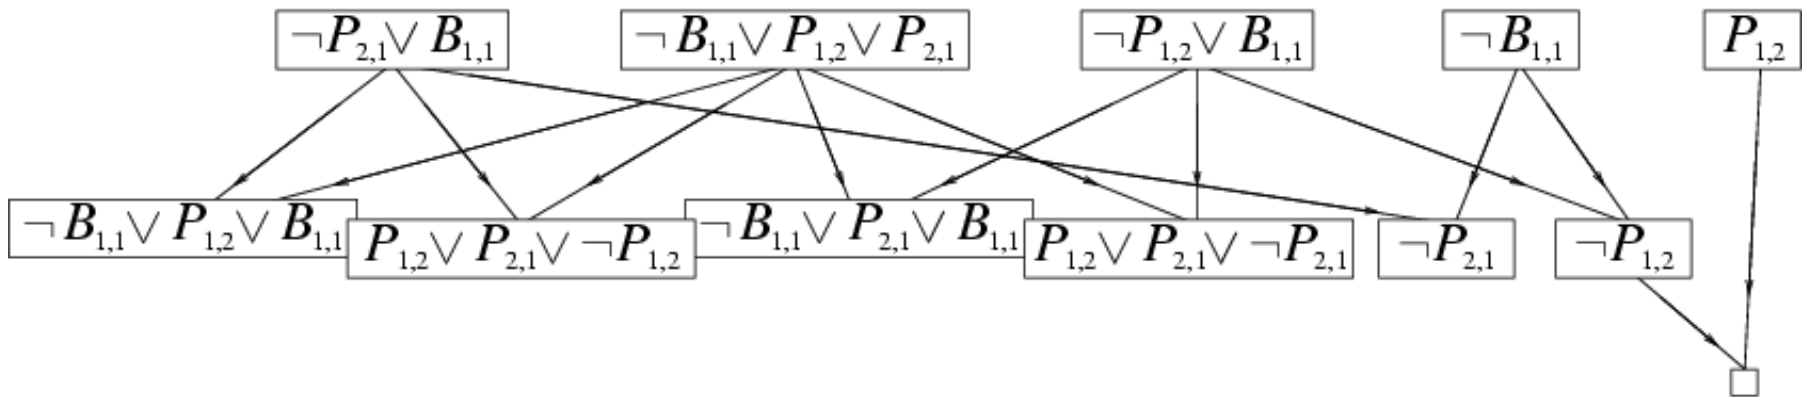 ¬P₂,₁ ∨ B₁,₁
¬B₁,₁ ∨ P₁,₂ ∨ P₂,₁
¬P₁,₂ ∨ B₁,₁
¬B₁,₁
P₁,₂
¬B₁,₁ ∨ P₁,₂ ∨ B₁,₁
P₁,₂ ∨ P₂,₁ ∨ ¬P₁,₂
¬B₁,₁ ∨ P₂,₁ ∨ B₁,₁
P₁,₂ ∨ P₂,₁ ∨ ¬P₂,₁
¬P₂,₁
¬P₁,₂